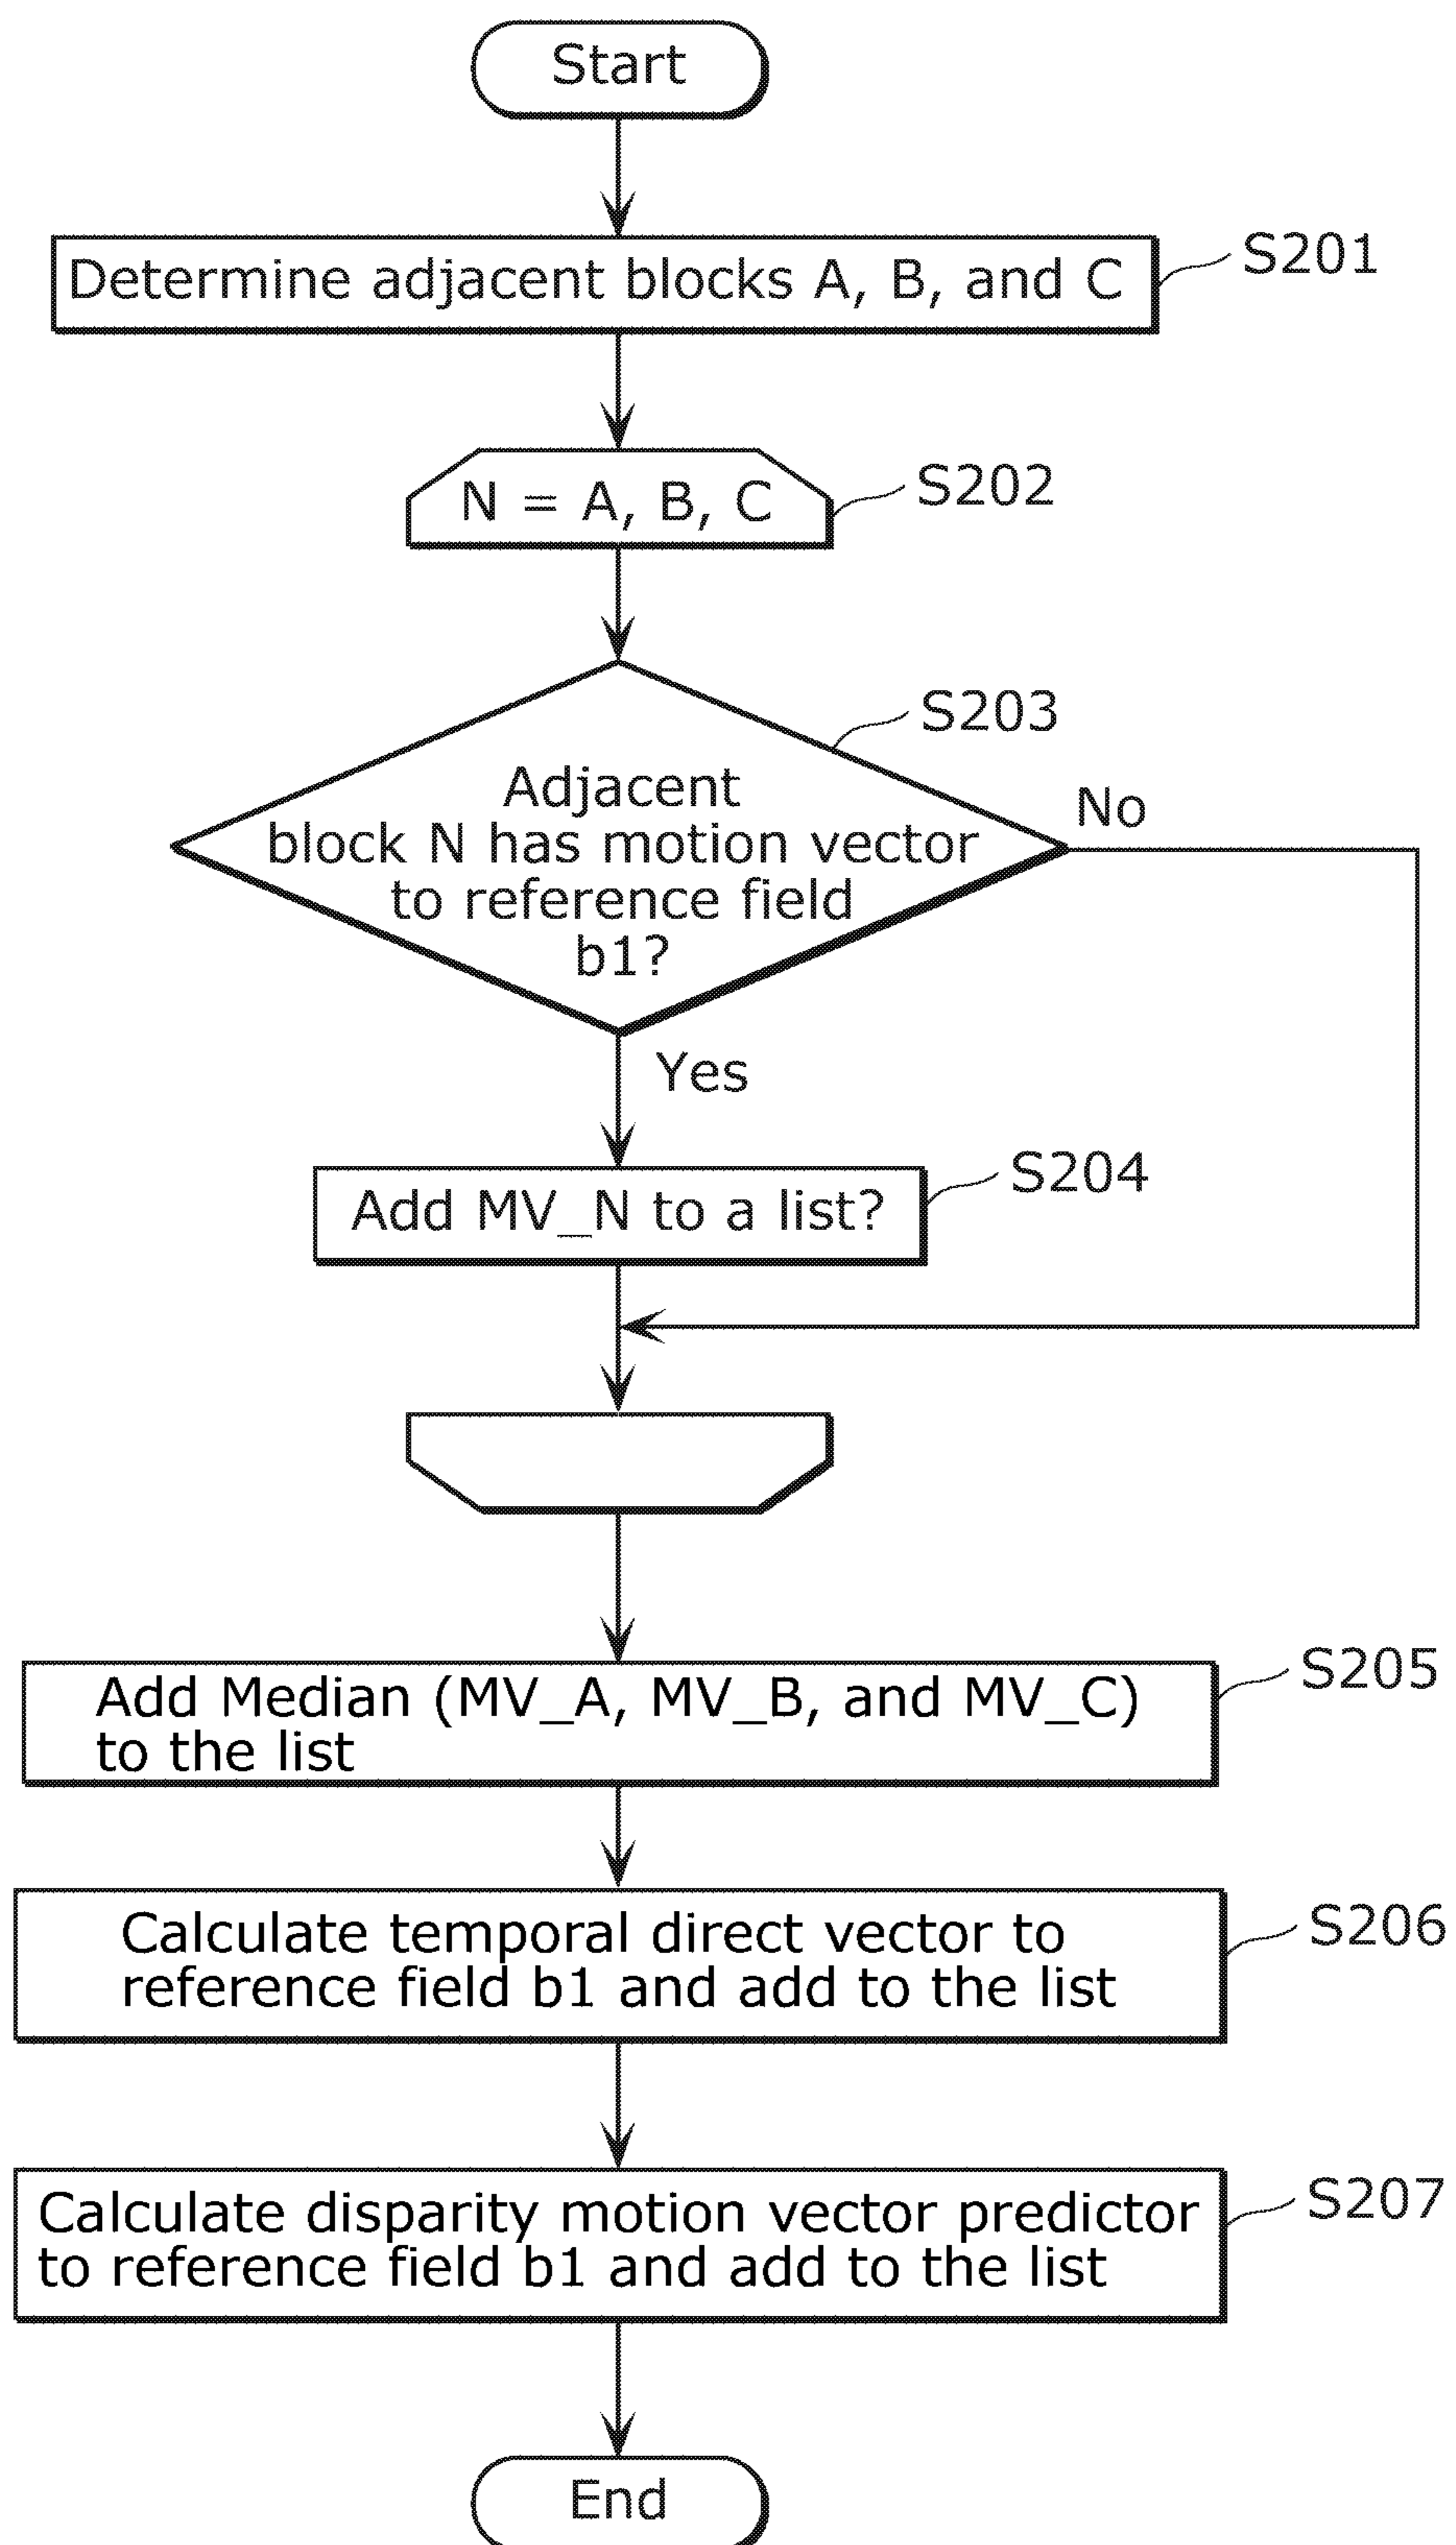 Start
Determine adjacent blocks A, B, and C
S201
N = A, B, C
S202
S203
Adjacent
block N has motion vector
to reference field
b1?
No
Yes
Add MV_N to a list?
S204
Add Median (MV_A, MV_B, and MV_C)
to the list
S205
Calculate temporal direct vector to
reference field b1 and add to the list
S206
Calculate disparity motion vector predictor
to reference field b1 and add to the list
S207
End